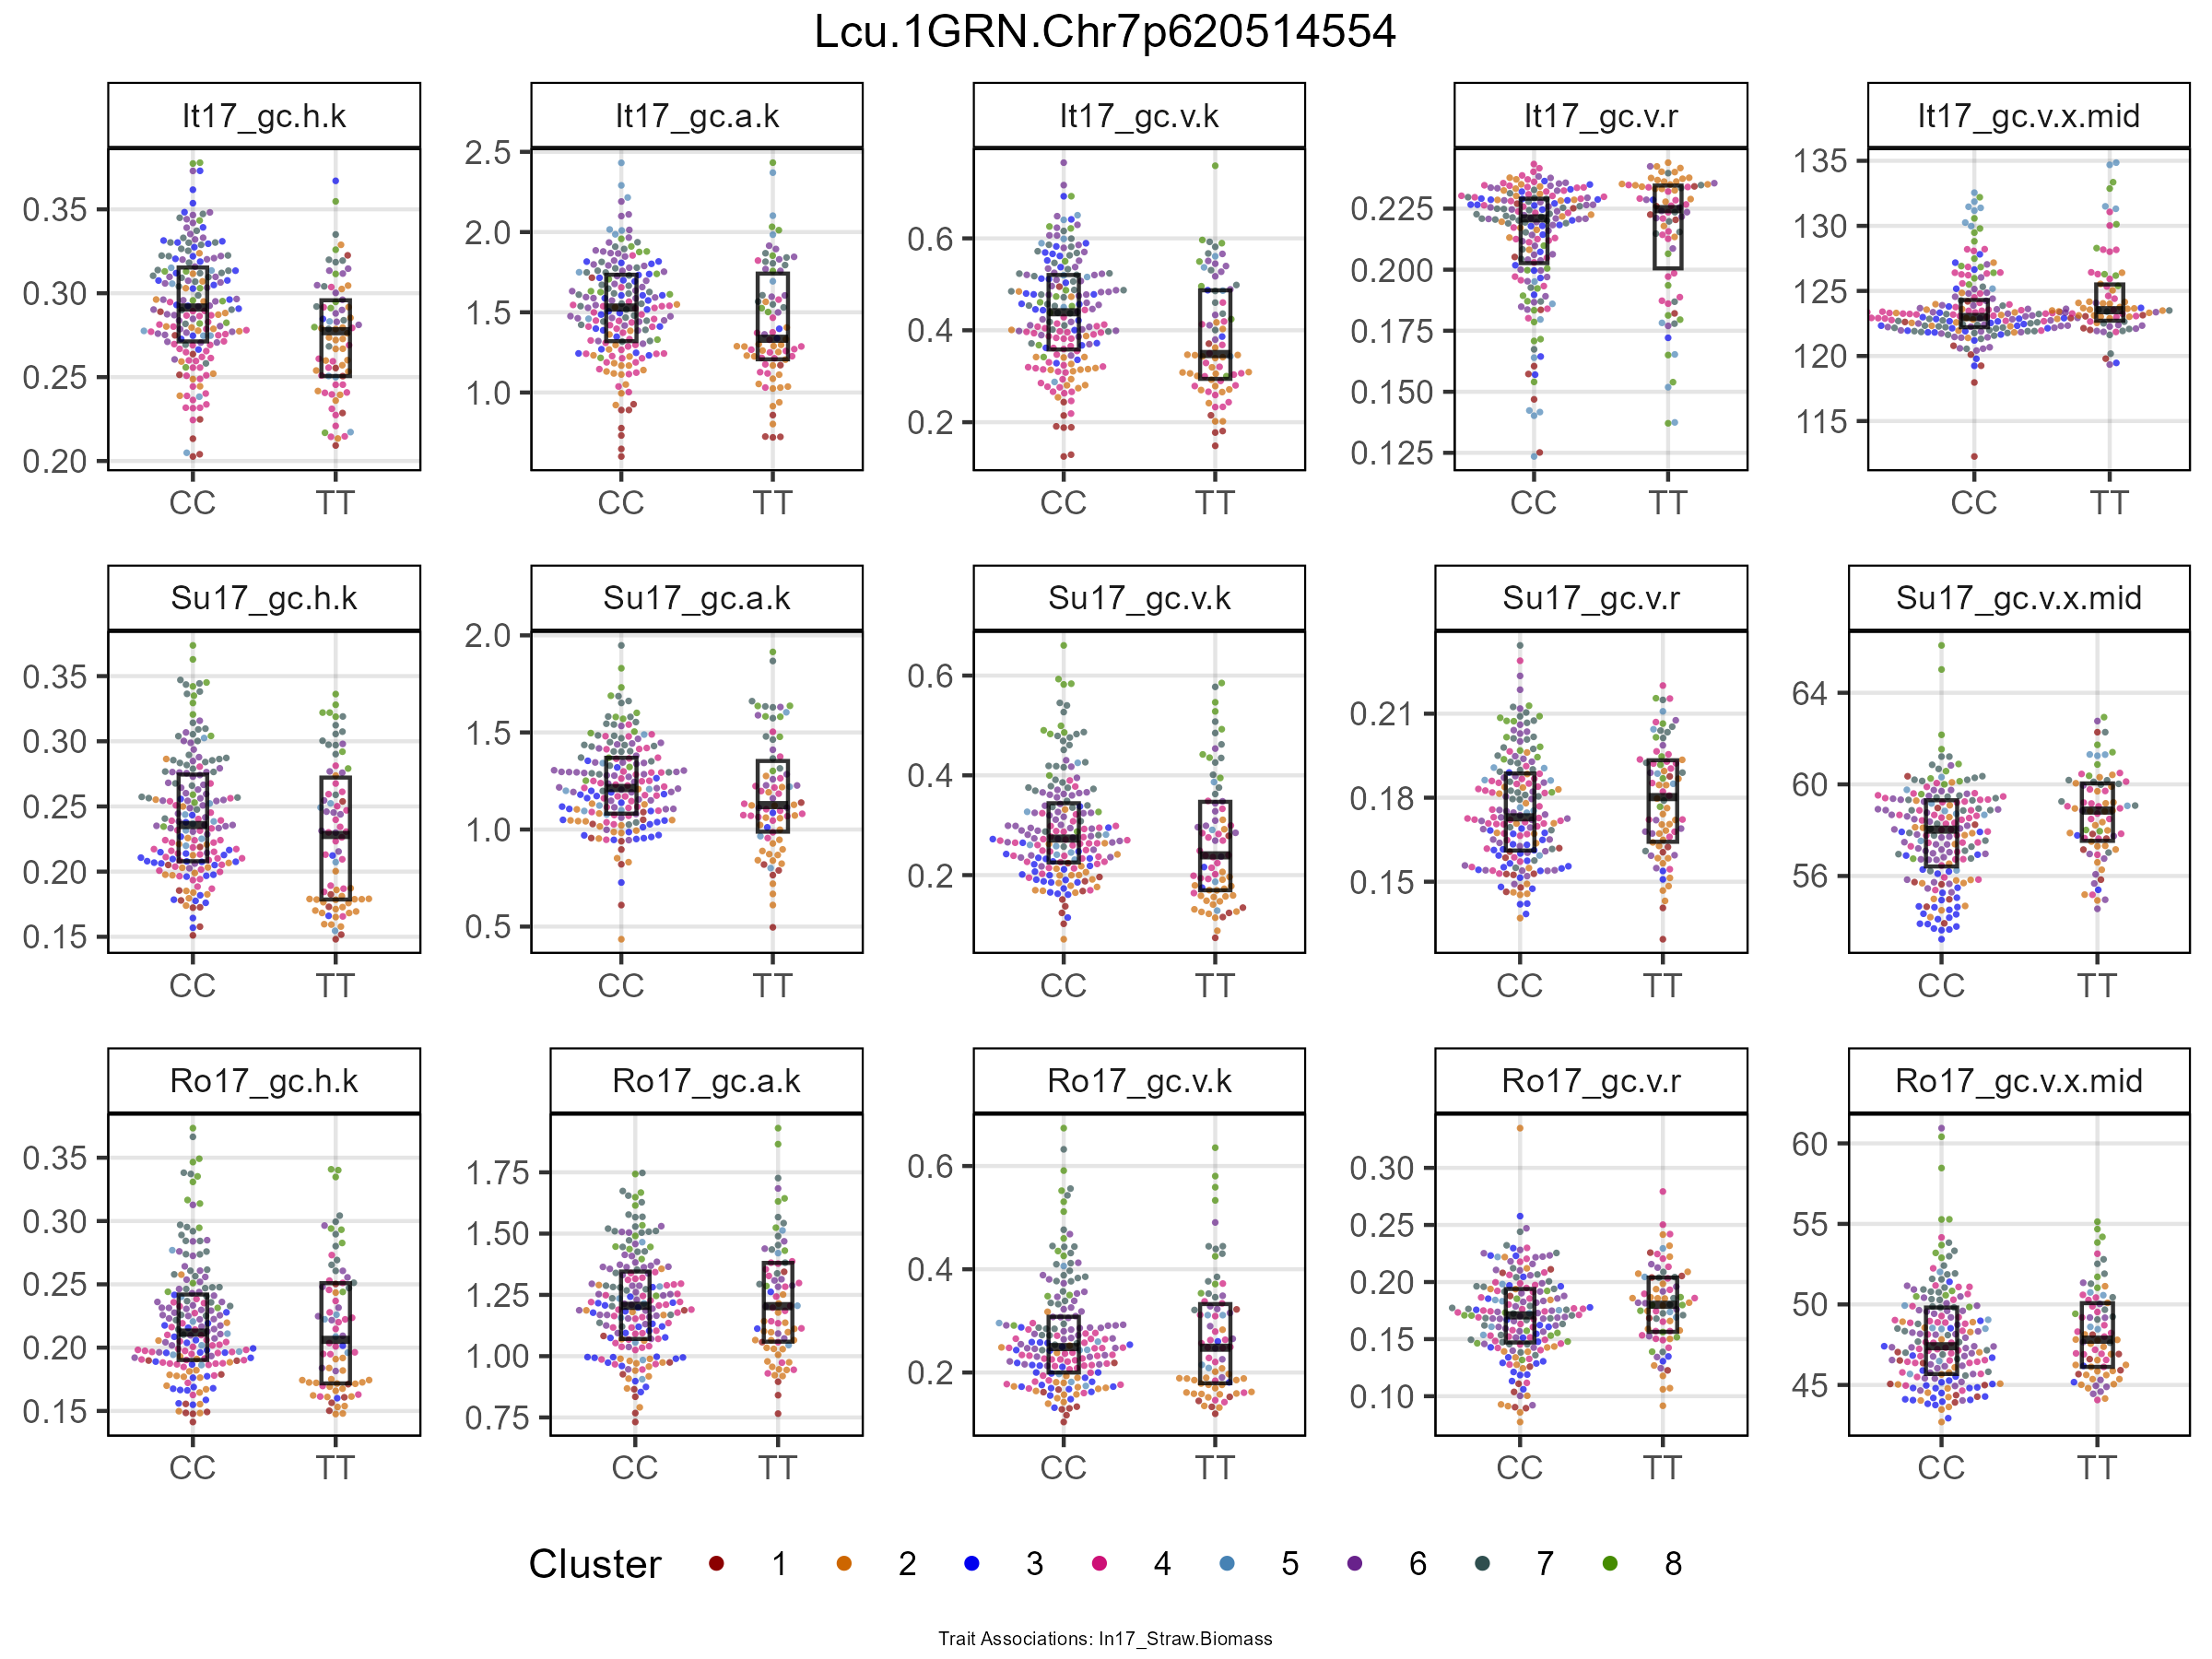 Lcu.1GRN.Chr7p620514554
It17_gc.h.k
It17_gc.a.k
It17_gc.v.k
It17_gc.v.r
It17_gc.v.x.mid
0.35
0.30
0.25
0.20
CC TT
2.5
2.0
1.5
1.0
CC TT
0.6
0.4
0.2
CC TT
0.225
0.200
0.175
0.150
0.125
CC TT
135
130
125
120
115
CC TT
Su17_gc.h.k
Su17_gc.a.k
Su17_gc.v.k
Su17_gc.v.r
Su17_gc.v.x.mid
0.35
0.30
0.25
0.20
0.15
CC TT
2.0
1.5
1.0
0.5
CC TT
0.6
0.4
0.2
CC TT
0.21
0.18
0.15
CC TT
64
60
56
CC TT
Ro17_gc.h.k
Ro17_gc.a.k
Ro17_gc.v.k
Ro17_gc.v.r
Ro17_gc.v.x.mid
0.35
0.30
0.25
0.20
0.15
CC TT
1.75
1.50
1.25
1.00
0.75
CC TT
0.6
0.4
0.2
CC TT
0.30
0.25
0.20
0.15
0.10
CC TT
60
55
50
45
CC TT
Cluster 1 2 3 4 5 6 7 8
Trait Associations: In17_Straw.Biomass